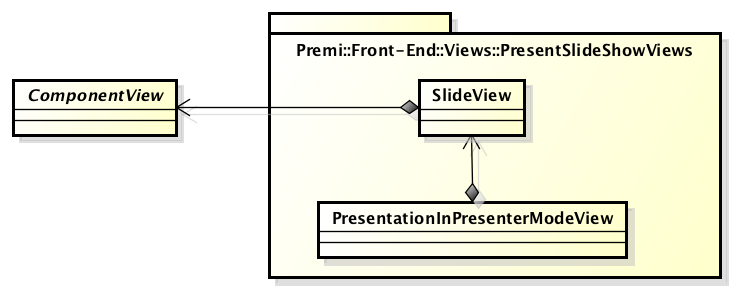 Premi::Front-End::Views::PresentSlideShowViews
ComponentView
SlideView
PresentationInPresenterModeView